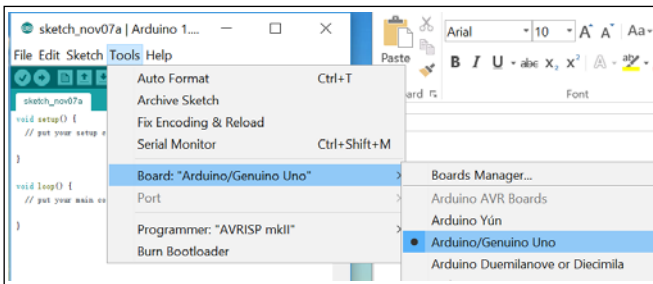 sketch_nov07a | Arduino 1....
File Edit Sketch Tools Help
sketch_nov07a
void setup() {
// put your setup
}
void loop() {
// put your main co
}
Auto Format Ctrl+T
Archive Sketch
Fix Encoding & Reload
Serial Monitor Ctrl+Shift+M
Board: "Arduino/Genuino Uno"
Port
Programmer: "AVRISP mkII"
Burn Bootloader
Boards Manager...
Arduino AVR Boards
Arduino Yún
Arduino/Genuino Uno
Arduino Duemilanove or Diecimila
Paste
Arial 10 A A Aa
B I U abc X, X² A aby
Font